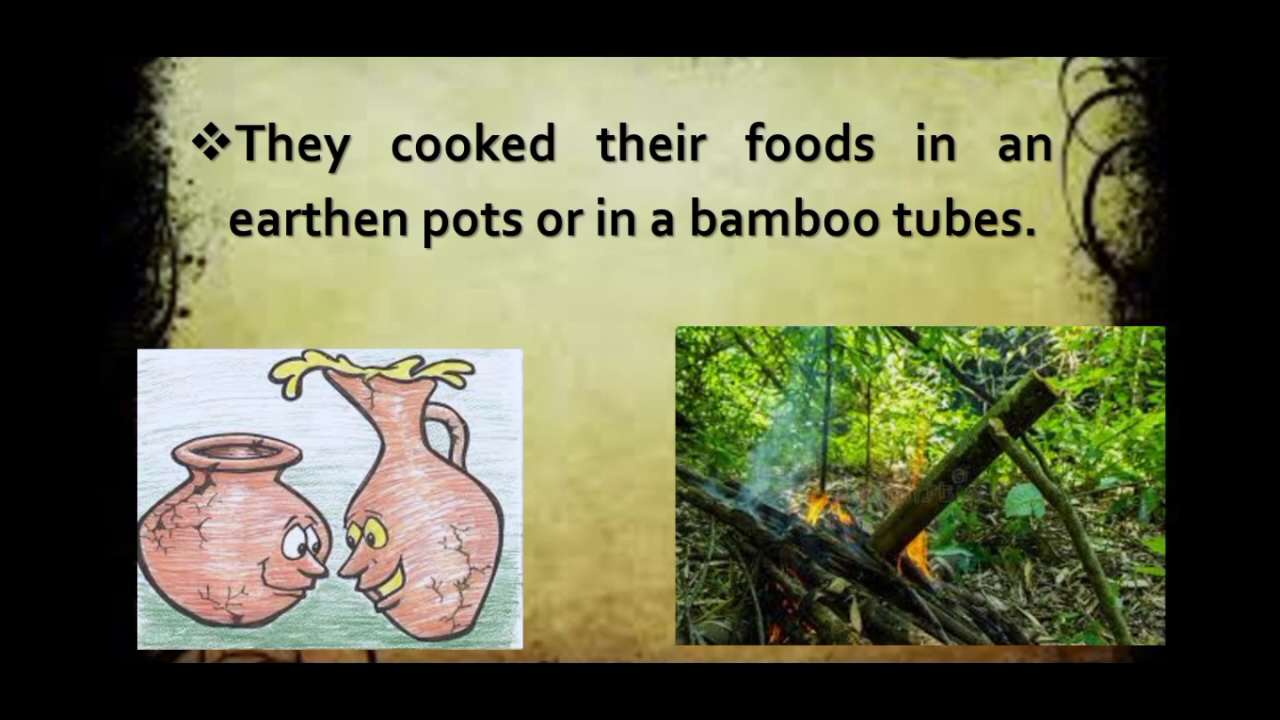 ❖They cooked their foods in an
earthen pots or in a bamboo tubes.